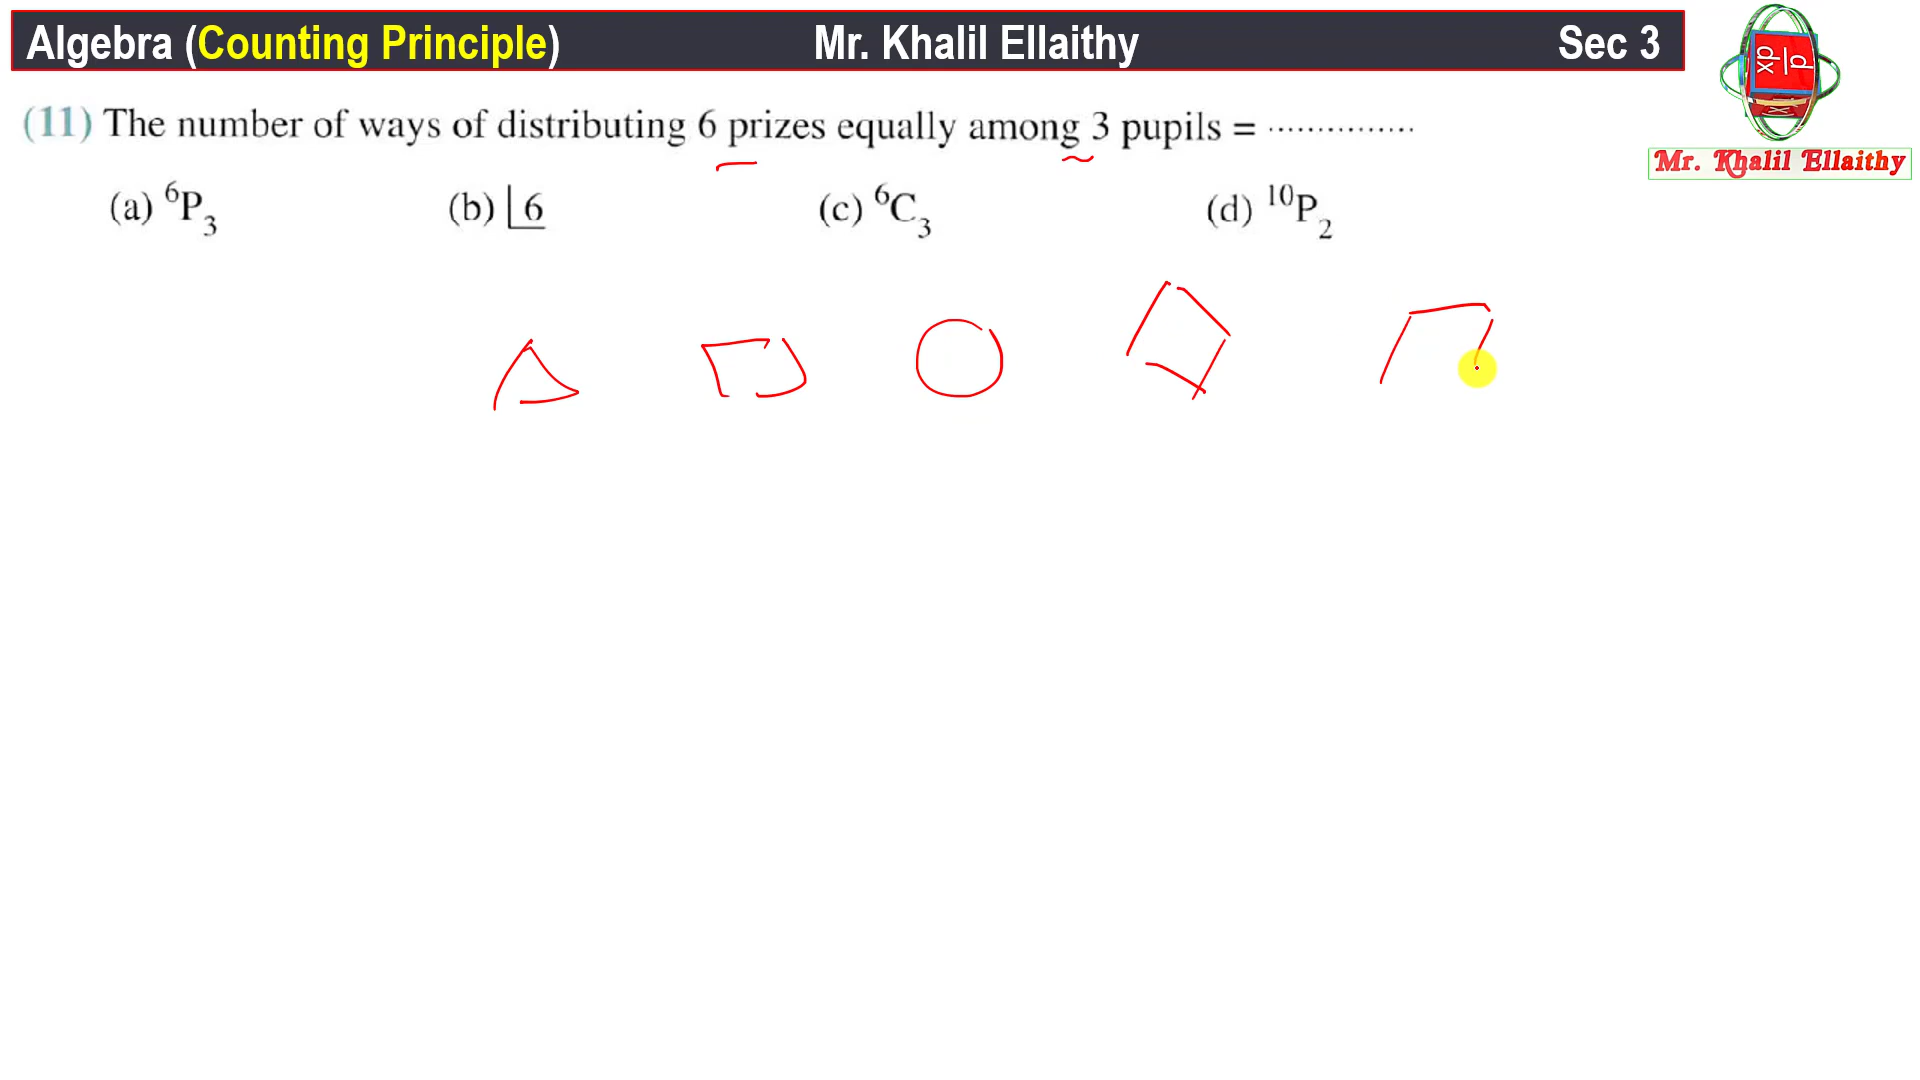 Algebra (Counting Principle) Mr. Khalil Ellaithy Sec 3
d/dx
Mr. Khalil Ellaithy
(11) The number of ways of distributing 6 prizes equally among 3 pupils = ...............
(a) ⁶P₃ (b) |6̲ (c) ⁶C₃ (d) ¹⁰P₂